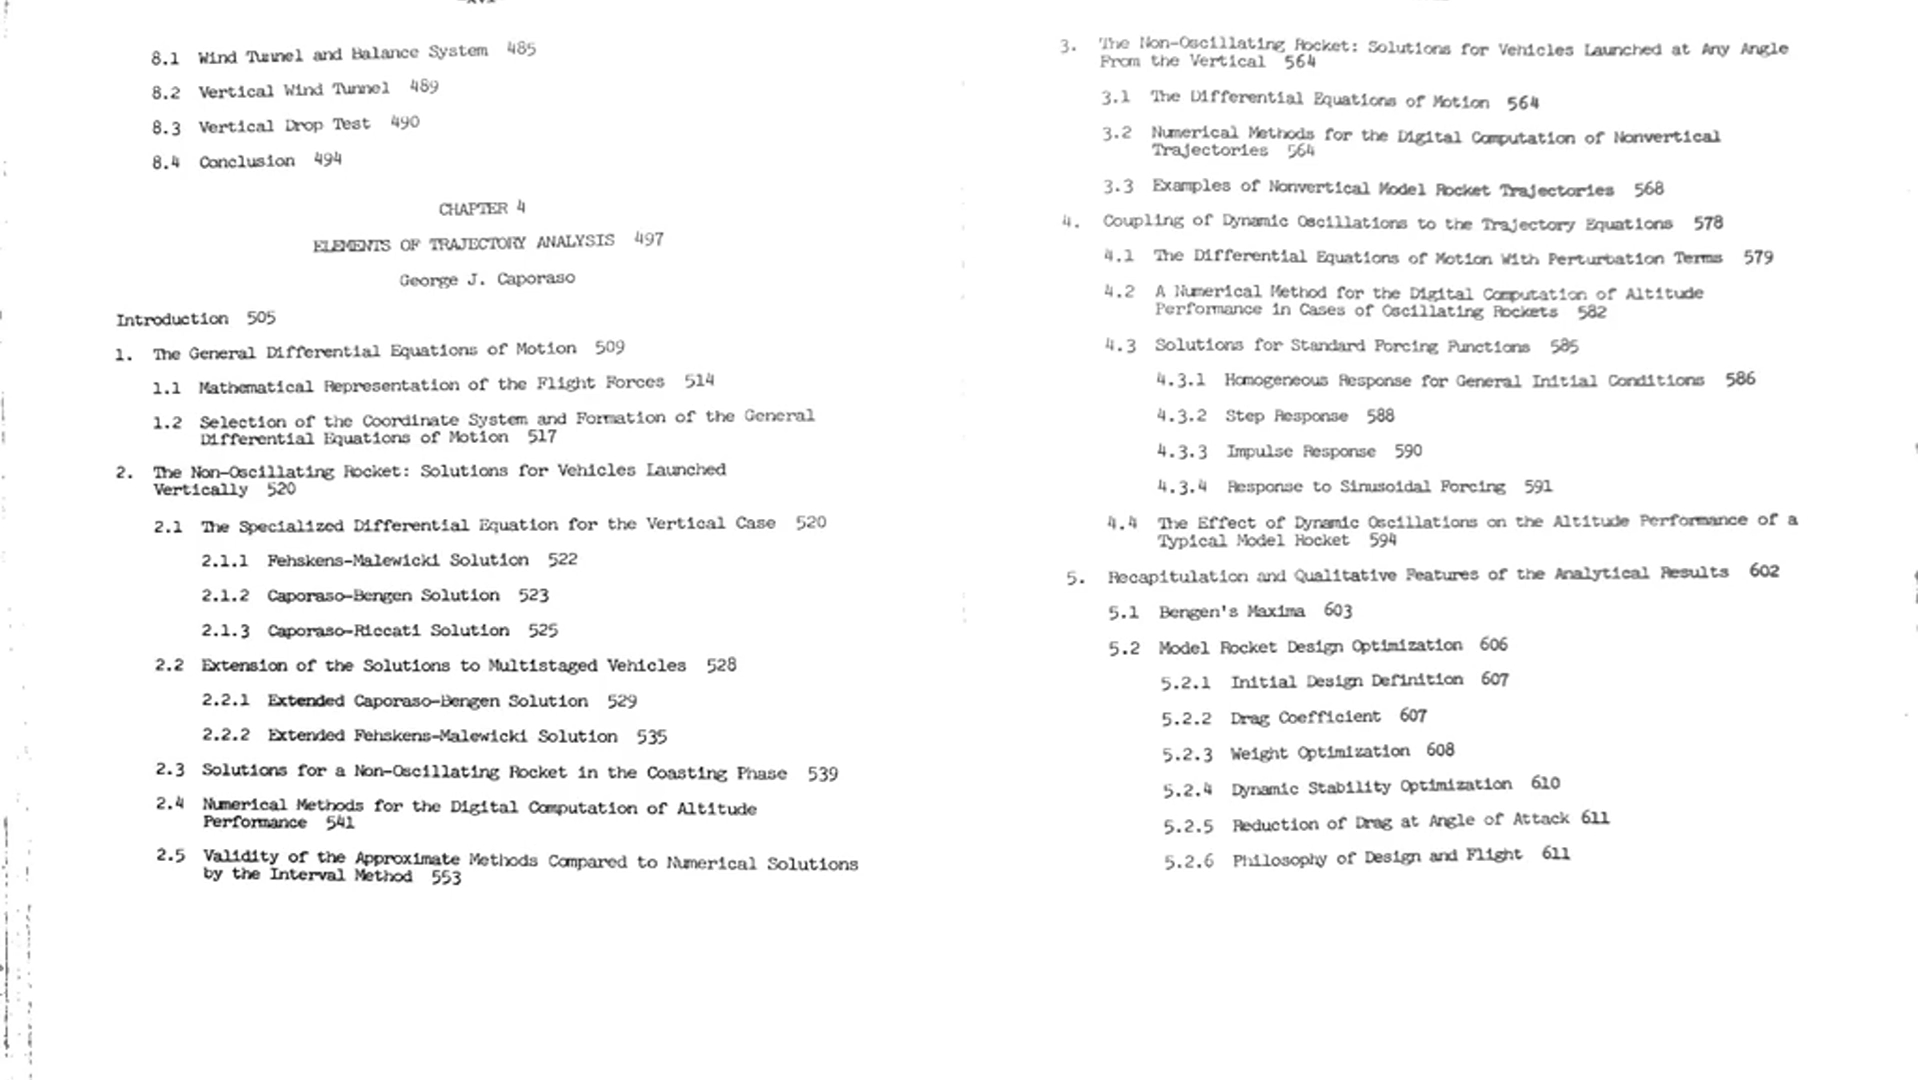 8.1 Wind Tunnel and Balance System 485
8.2 Vertical Wind Tunnel 489
8.3 Vertical Drop Test 490
8.4 Conclusion 494
CHAPTER 4
ELEMENTS OF TRAJECTORY ANALYSIS 497
George J. Caporaso
Introduction 505
1. The General Differential Equations of Motion 509
1.1 Mathematical Representation of the Flight Forces 514
1.2 Selection of the Coordinate System and Formation of the General
Differential Equations of Motion 517
2. The Non-Oscillating Rocket: Solutions for Vehicles Launched
Vertically 520
2.1 The Specialized Differential Equation for the Vertical Case 520
2.1.1 Fehskens-Malewicki Solution 522
2.1.2 Caporaso-Bengen Solution 523
2.1.3 Caporaso-Riccati Solution 525
2.2 Extension of the Solutions to Multistaged Vehicles 528
2.2.1 Extended Caporaso-Bengen Solution 529
2.2.2 Extended Fehskens-Malewicki Solution 535
2.3 Solutions for a Non-Oscillating Rocket in the Coasting Phase 539
2.4 Numerical Methods for the Digital Computation of Altitude
Performance 541
2.5 Validity of the Approximate Methods Compared to Numerical Solutions
by the Interval Method 553
3. The Non-Oscillating Rocket: Solutions for Vehicles Launched at Any Angle
From the Vertical 564
3.1 The Differential Equations of Motion 564
3.2 Numerical Methods for the Digital Computation of Nonvertical
Trajectories 564
3.3 Examples of Nonvertical Model Rocket Trajectories 568
4. Coupling of Dynamic Oscillations to the Trajectory Equations 578
4.1 The Differential Equations of Motion With Perturbation Terms 579
4.2 A Numerical Method for the Digital Computation of Altitude
Performance in Cases of Oscillating Rockets 582
4.3 Solutions for Standard Forcing Functions 585
4.3.1 Homogeneous Response for General Initial Conditions 586
4.3.2 Step Response 588
4.3.3 Impulse Response 590
4.3.4 Response to Sinusoidal Forcing 591
4.4 The Effect of Dynamic Oscillations on the Altitude Performance of a
Typical Model Rocket 594
5. Recapitulation and Qualitative Features of the Analytical Results 602
5.1 Bengen's Maxima 603
5.2 Model Rocket Design Optimization 606
5.2.1 Initial Design Definition 607
5.2.2 Drag Coefficient 607
5.2.3 Weight Optimization 608
5.2.4 Dynamic Stability Optimization 610
5.2.5 Reduction of Drag at Angle of Attack 611
5.2.6 Philosophy of Design and Flight 611